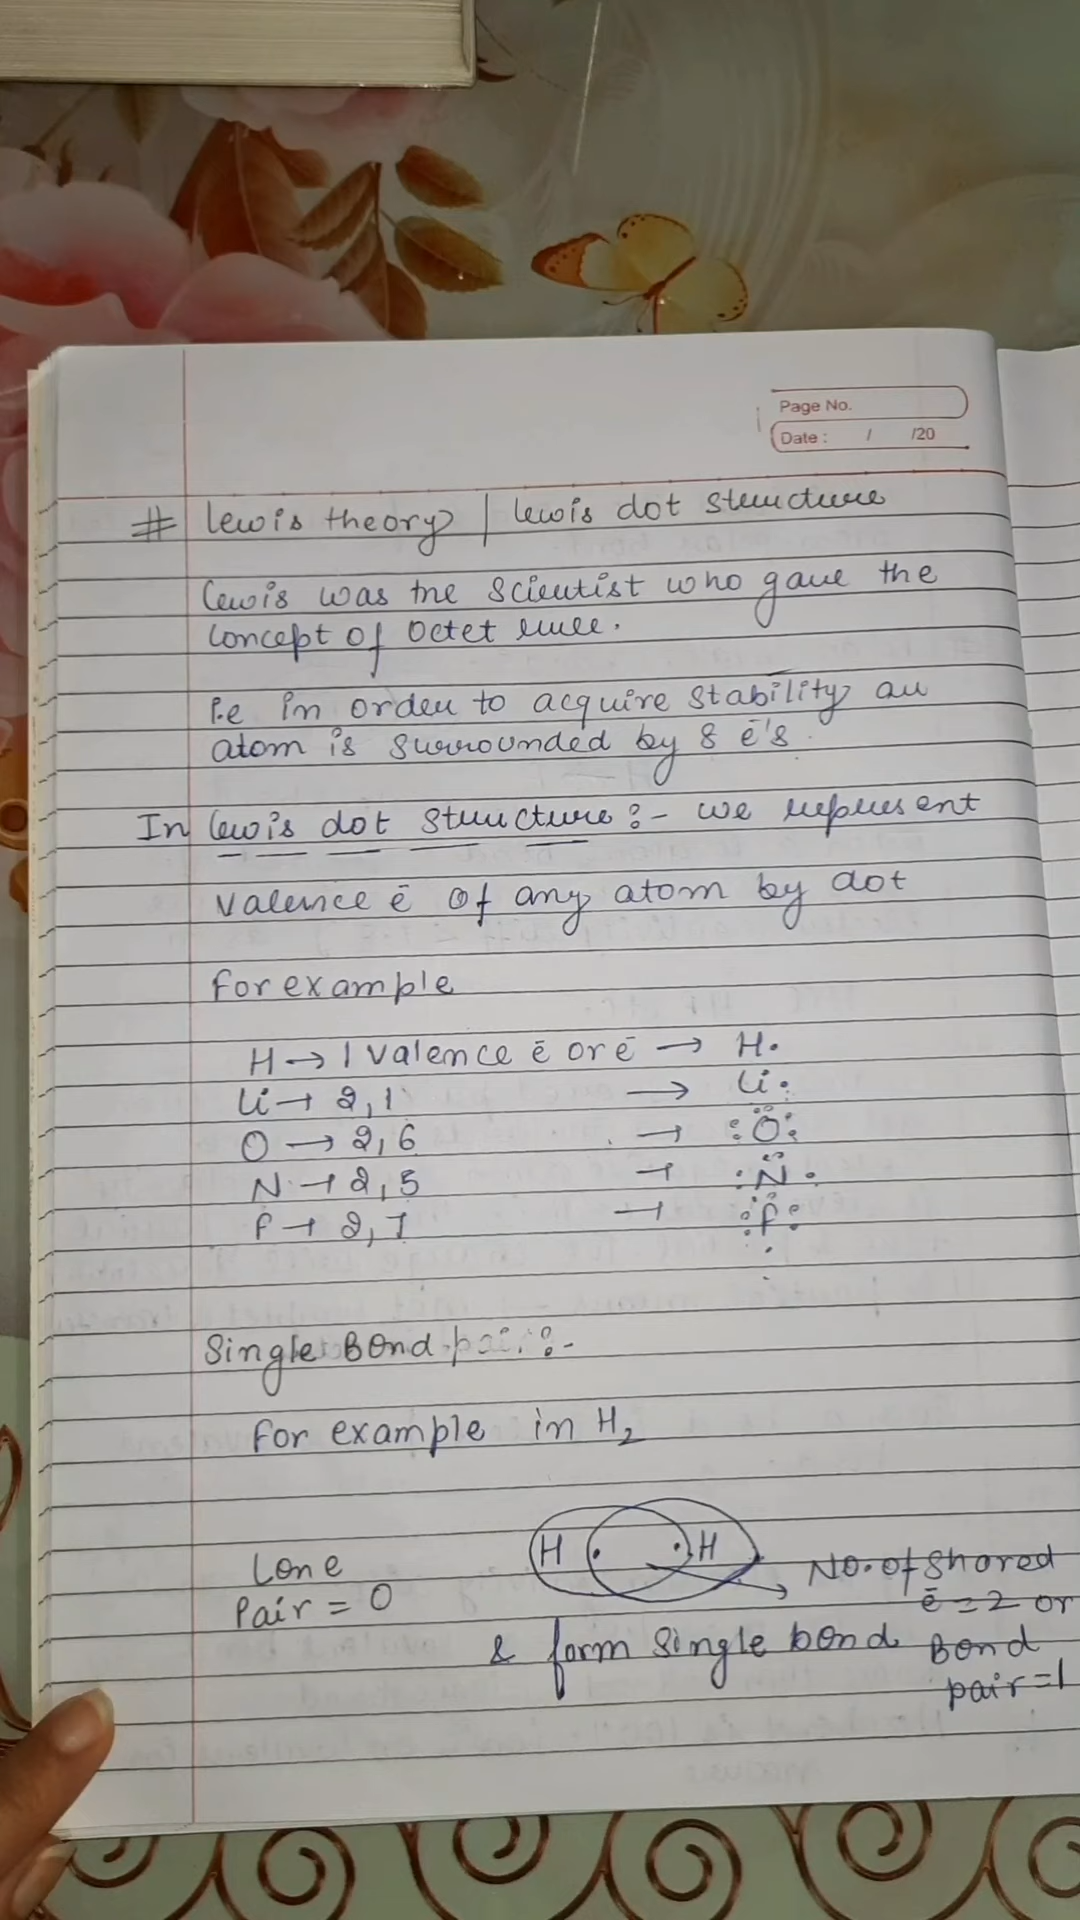 Page No.
Date : / /20
# Lewis theory | Lewis dot structure
Lewis was the Scientist who gave the
concept of Octet rule.
i.e in order to acquire stability an
atom is surrounded by 8 ē's.
In Lewis dot structure :- we represent
valence ē of any atom by dot
for example
H → 1 valence ē or ē → H•
Li → 2,1 → Li•
O → 2,6 → :Ö:
N → 2,5 → :N̈•
f → 2,7 → :f̈:
Single Bond pair :-
for example in H₂
H • • H
Lone
Pair = 0
No. of shared
ē = 2 or
& form single bond Bond
pair = 1